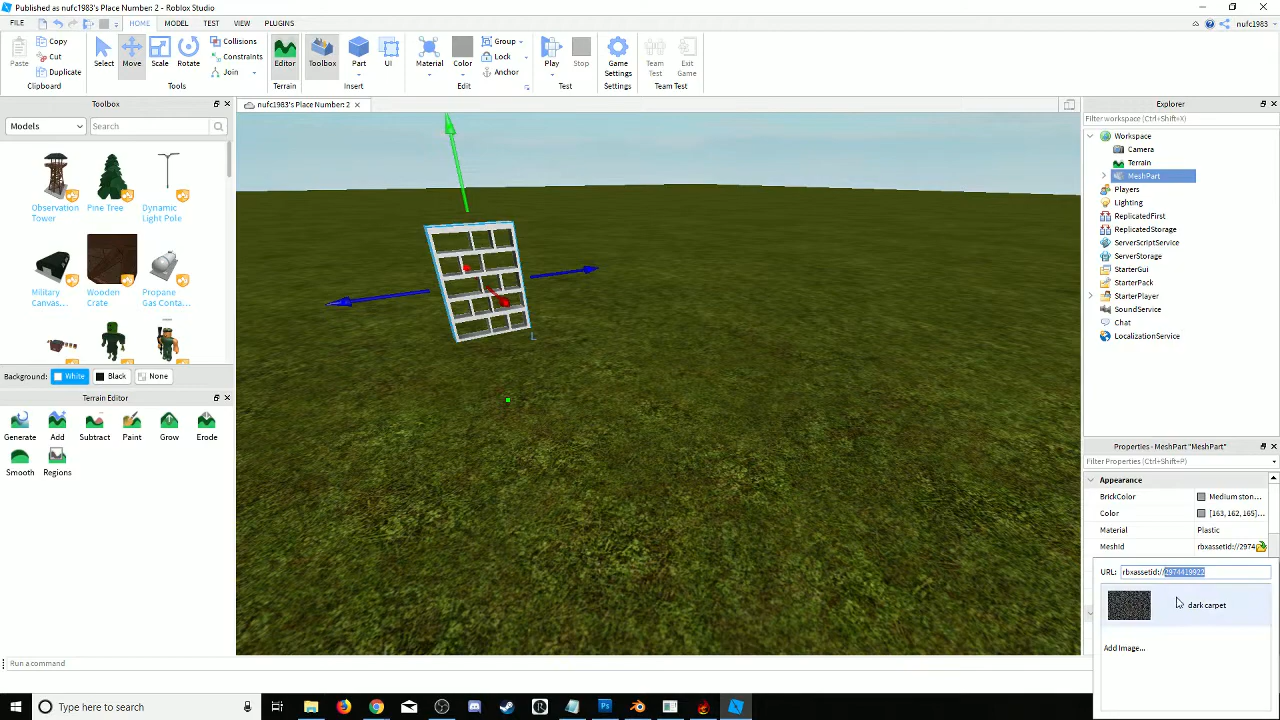 Published as nufc1983's Place Number: 2 - Roblox Studio
FILE HOME MODEL TEST VIEW PLUGINS nufc1983
Paste Copy Cut Duplicate Clipboard
Select Move Scale Rotate Collisions Constraints Join Tools
Editor Terrain
Toolbox Part UI Insert
Material Color Group Lock Anchor Edit
Play Stop Test
Game Settings Settings
Team Test Exit Game Team Test
Toolbox
Models Search
Observation Tower
Pine Tree
Dynamic Light Pole
Military Canvas...
Wooden Crate
Propane Gas Conta...
Background: White Black None
Terrain Editor
Generate Add Subtract Paint Grow Erode
Smooth Regions
nufc1983's Place Number: 2
L
Explorer
Filter workspace (Ctrl+Shift+X)
Workspace
Camera
Terrain
MeshPart
Players
Lighting
ReplicatedFirst
ReplicatedStorage
ServerScriptService
ServerStorage
StarterGui
StarterPack
StarterPlayer
SoundService
Chat
LocalizationService
Properties - MeshPart "MeshPart"
Filter Properties (Ctrl+Shift+P)
Appearance
BrickColor Medium ston...
Color [163, 162, 165]...
Material Plastic
MeshId rbxassetid://2974
URL: rbxassetid://2974419922
dark carpet
Add Image...
Run a command
Type here to search